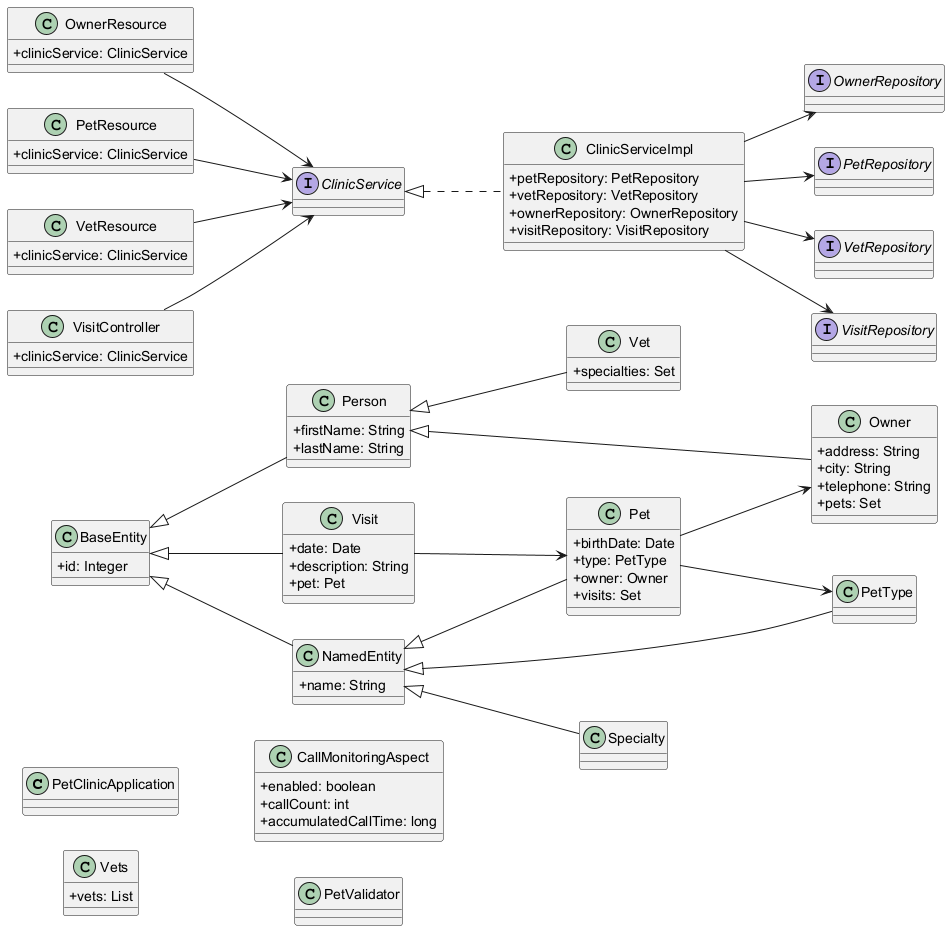 C OwnerResource
+clinicService: ClinicService
C PetResource
+clinicService: ClinicService
C VetResource
+clinicService: ClinicService
C VisitController
+clinicService: ClinicService
I ClinicService
C ClinicServiceImpl
+petRepository: PetRepository
+vetRepository: VetRepository
+ownerRepository: OwnerRepository
+visitRepository: VisitRepository
I OwnerRepository
I PetRepository
I VetRepository
I VisitRepository
C Vet
+specialties: Set
C Person
+firstName: String
+lastName: String
C Owner
+address: String
+city: String
+telephone: String
+pets: Set
C BaseEntity
+id: Integer
C Visit
+date: Date
+description: String
+pet: Pet
C Pet
+birthDate: Date
+type: PetType
+owner: Owner
+visits: Set
C PetType
C NamedEntity
+name: String
C Specialty
C PetClinicApplication
C CallMonitoringAspect
+enabled: boolean
+callCount: int
+accumulatedCallTime: long
C Vets
+vets: List
C PetValidator